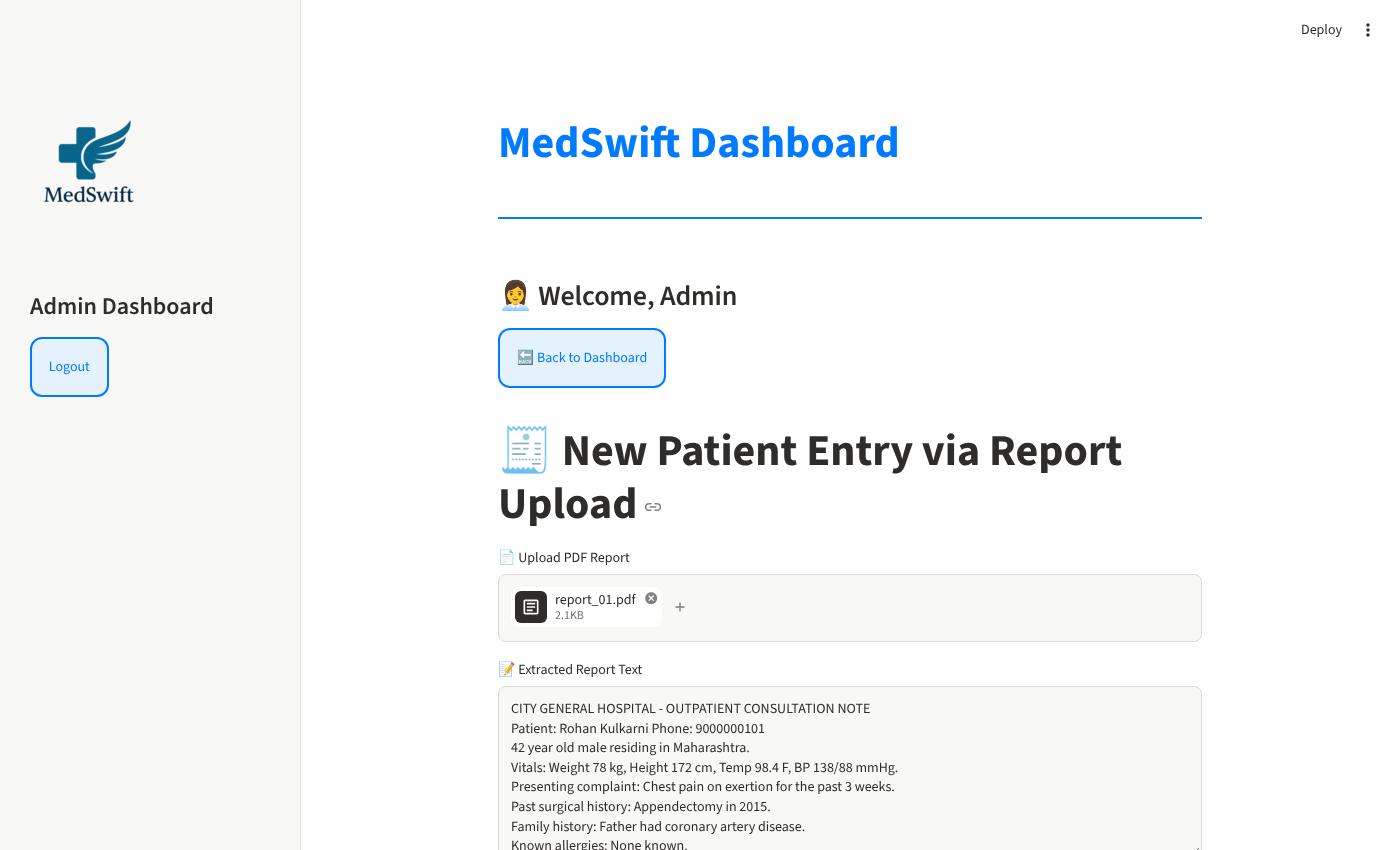 Deploy
MedSwift
Admin Dashboard
Logout
MedSwift Dashboard
👩‍⚕️ Welcome, Admin
🔙 Back to Dashboard
🧾 New Patient Entry via Report
Upload
📄 Upload PDF Report
report_01.pdf
2.1KB
📝 Extracted Report Text
CITY GENERAL HOSPITAL - OUTPATIENT CONSULTATION NOTE
Patient: Rohan Kulkarni Phone: 9000000101
42 year old male residing in Maharashtra.
Vitals: Weight 78 kg, Height 172 cm, Temp 98.4 F, BP 138/88 mmHg.
Presenting complaint: Chest pain on exertion for the past 3 weeks.
Past surgical history: Appendectomy in 2015.
Family history: Father had coronary artery disease.
Known allergies: None known.